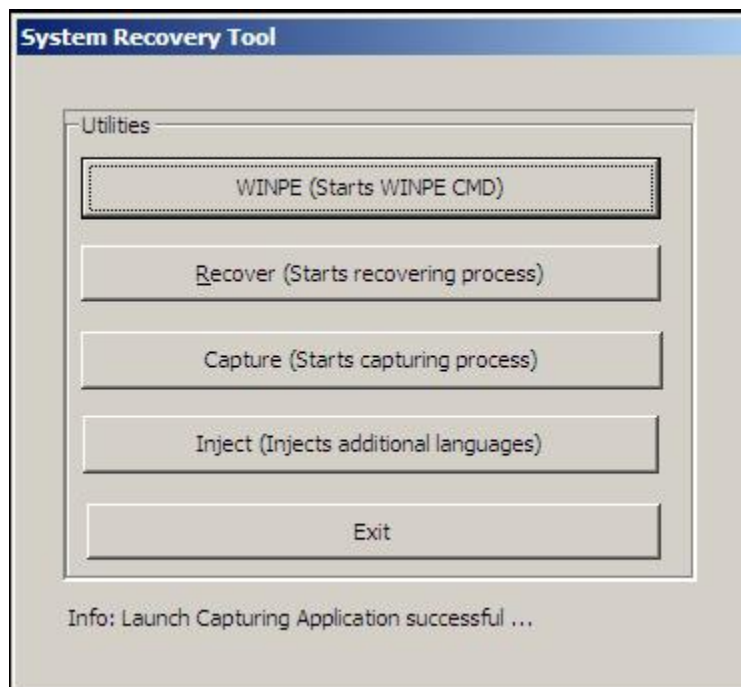 System Recovery Tool
Utilities
WINPE (Starts WINPE CMD)
Recover (Starts recovering process)
Capture (Starts capturing process)
Inject (Injects additional languages)
Exit
Info: Launch Capturing Application successful ...